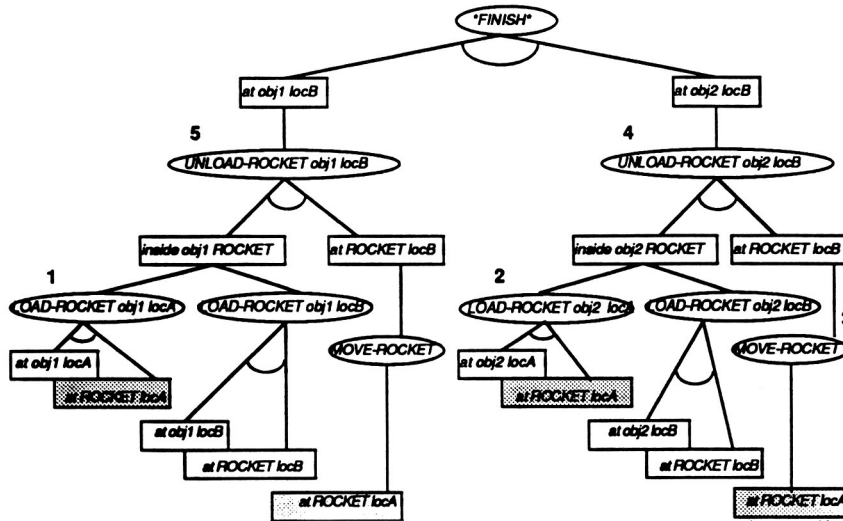 *FINISH*
at obj1 locB
at obj2 locB
5
4
UNLOAD-ROCKET obj1 locB
UNLOAD-ROCKET obj2 locB
inside obj1 ROCKET
at ROCKET locB
inside obj2 ROCKET
at ROCKET locB
1
2
LOAD-ROCKET obj1 locA
LOAD-ROCKET obj1 locB
LOAD-ROCKET obj2 locA
LOAD-ROCKET obj2 locB
MOVE-ROCKET
MOVE-ROCKET
at obj1 locA
at obj2 locA
at ROCKET locA
at ROCKET locA
at obj1 locB
at obj2 locB
at ROCKET locB
at ROCKET locB
at ROCKET locA
at ROCKET locA